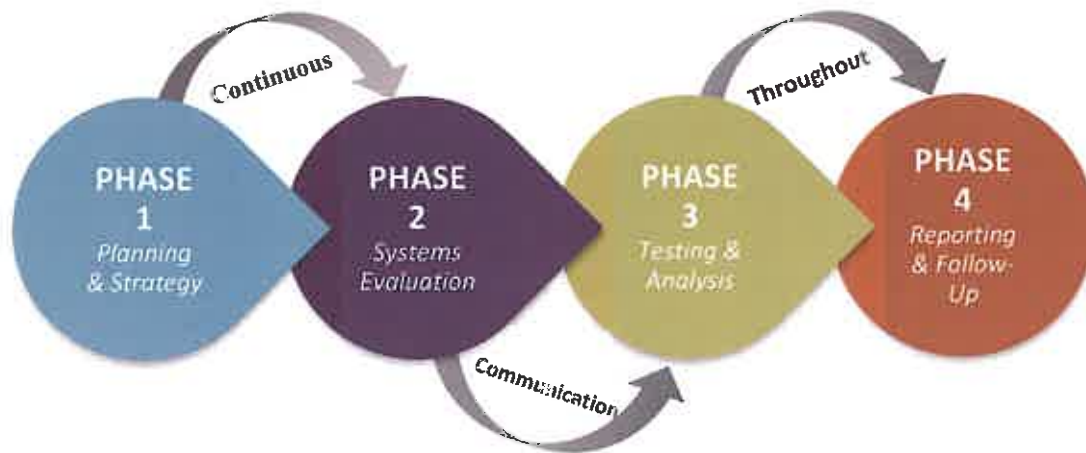 Continuous
Throughout
PHASE
1
Planning
& Strategy
PHASE
2
Systems
Evaluation
PHASE
3
Testing &
Analysis
PHASE
4
Reporting
& Follow-
Up
Communication